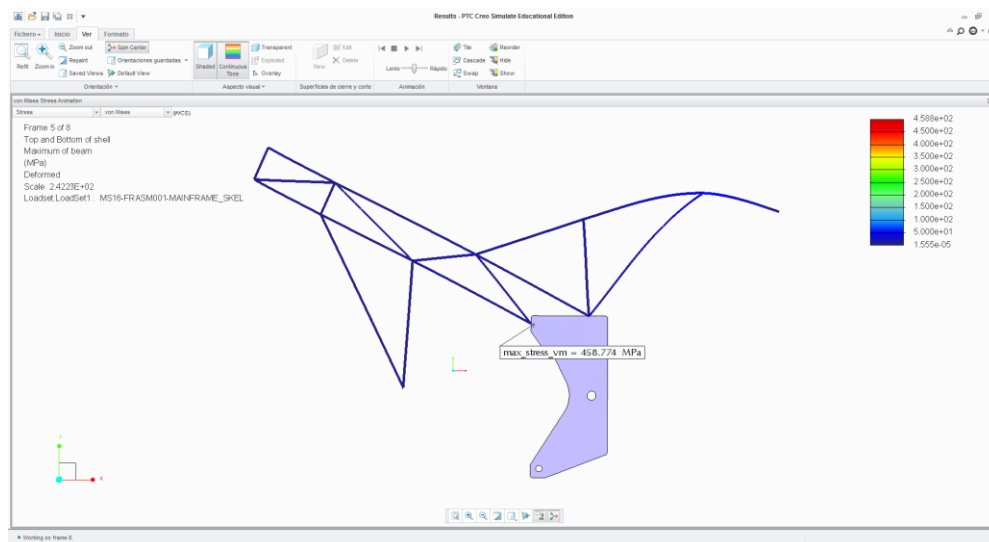 Results - PTC Creo Simulate Educational Edition
Fichero
Inicio
Ver
Formato
Refit
Zoom in
Zoom out
Repaint
Saved Views
Spin Center
Orientaciones guardadas
Default View
Orientación
Shaded
Continuous Tone
Transparent
Exploded
Overlay
Aspecto visual
New
Edit
Delete
Superficies de cierre y corte
Lento
Rápido
Animación
Tile
Cascade
Swap
Reorder
Hide
Show
Ventana
von Mises Stress Animation
Stress
von Mises
(WCS)
Frame 5 of 8
Top and Bottom of shell
Maximum of beam
(MPa)
Deformed
Scale 2.4223E+02
Loadset:LoadSet1 : MS16-FRASM001-MAINFRAME_SKEL
4.588e+02
4.500e+02
4.000e+02
3.500e+02
3.000e+02
2.500e+02
2.000e+02
1.500e+02
1.000e+02
5.000e+01
1.555e-05
max_stress_vm = 458.774 MPa
Y
X
Working on frame 8.